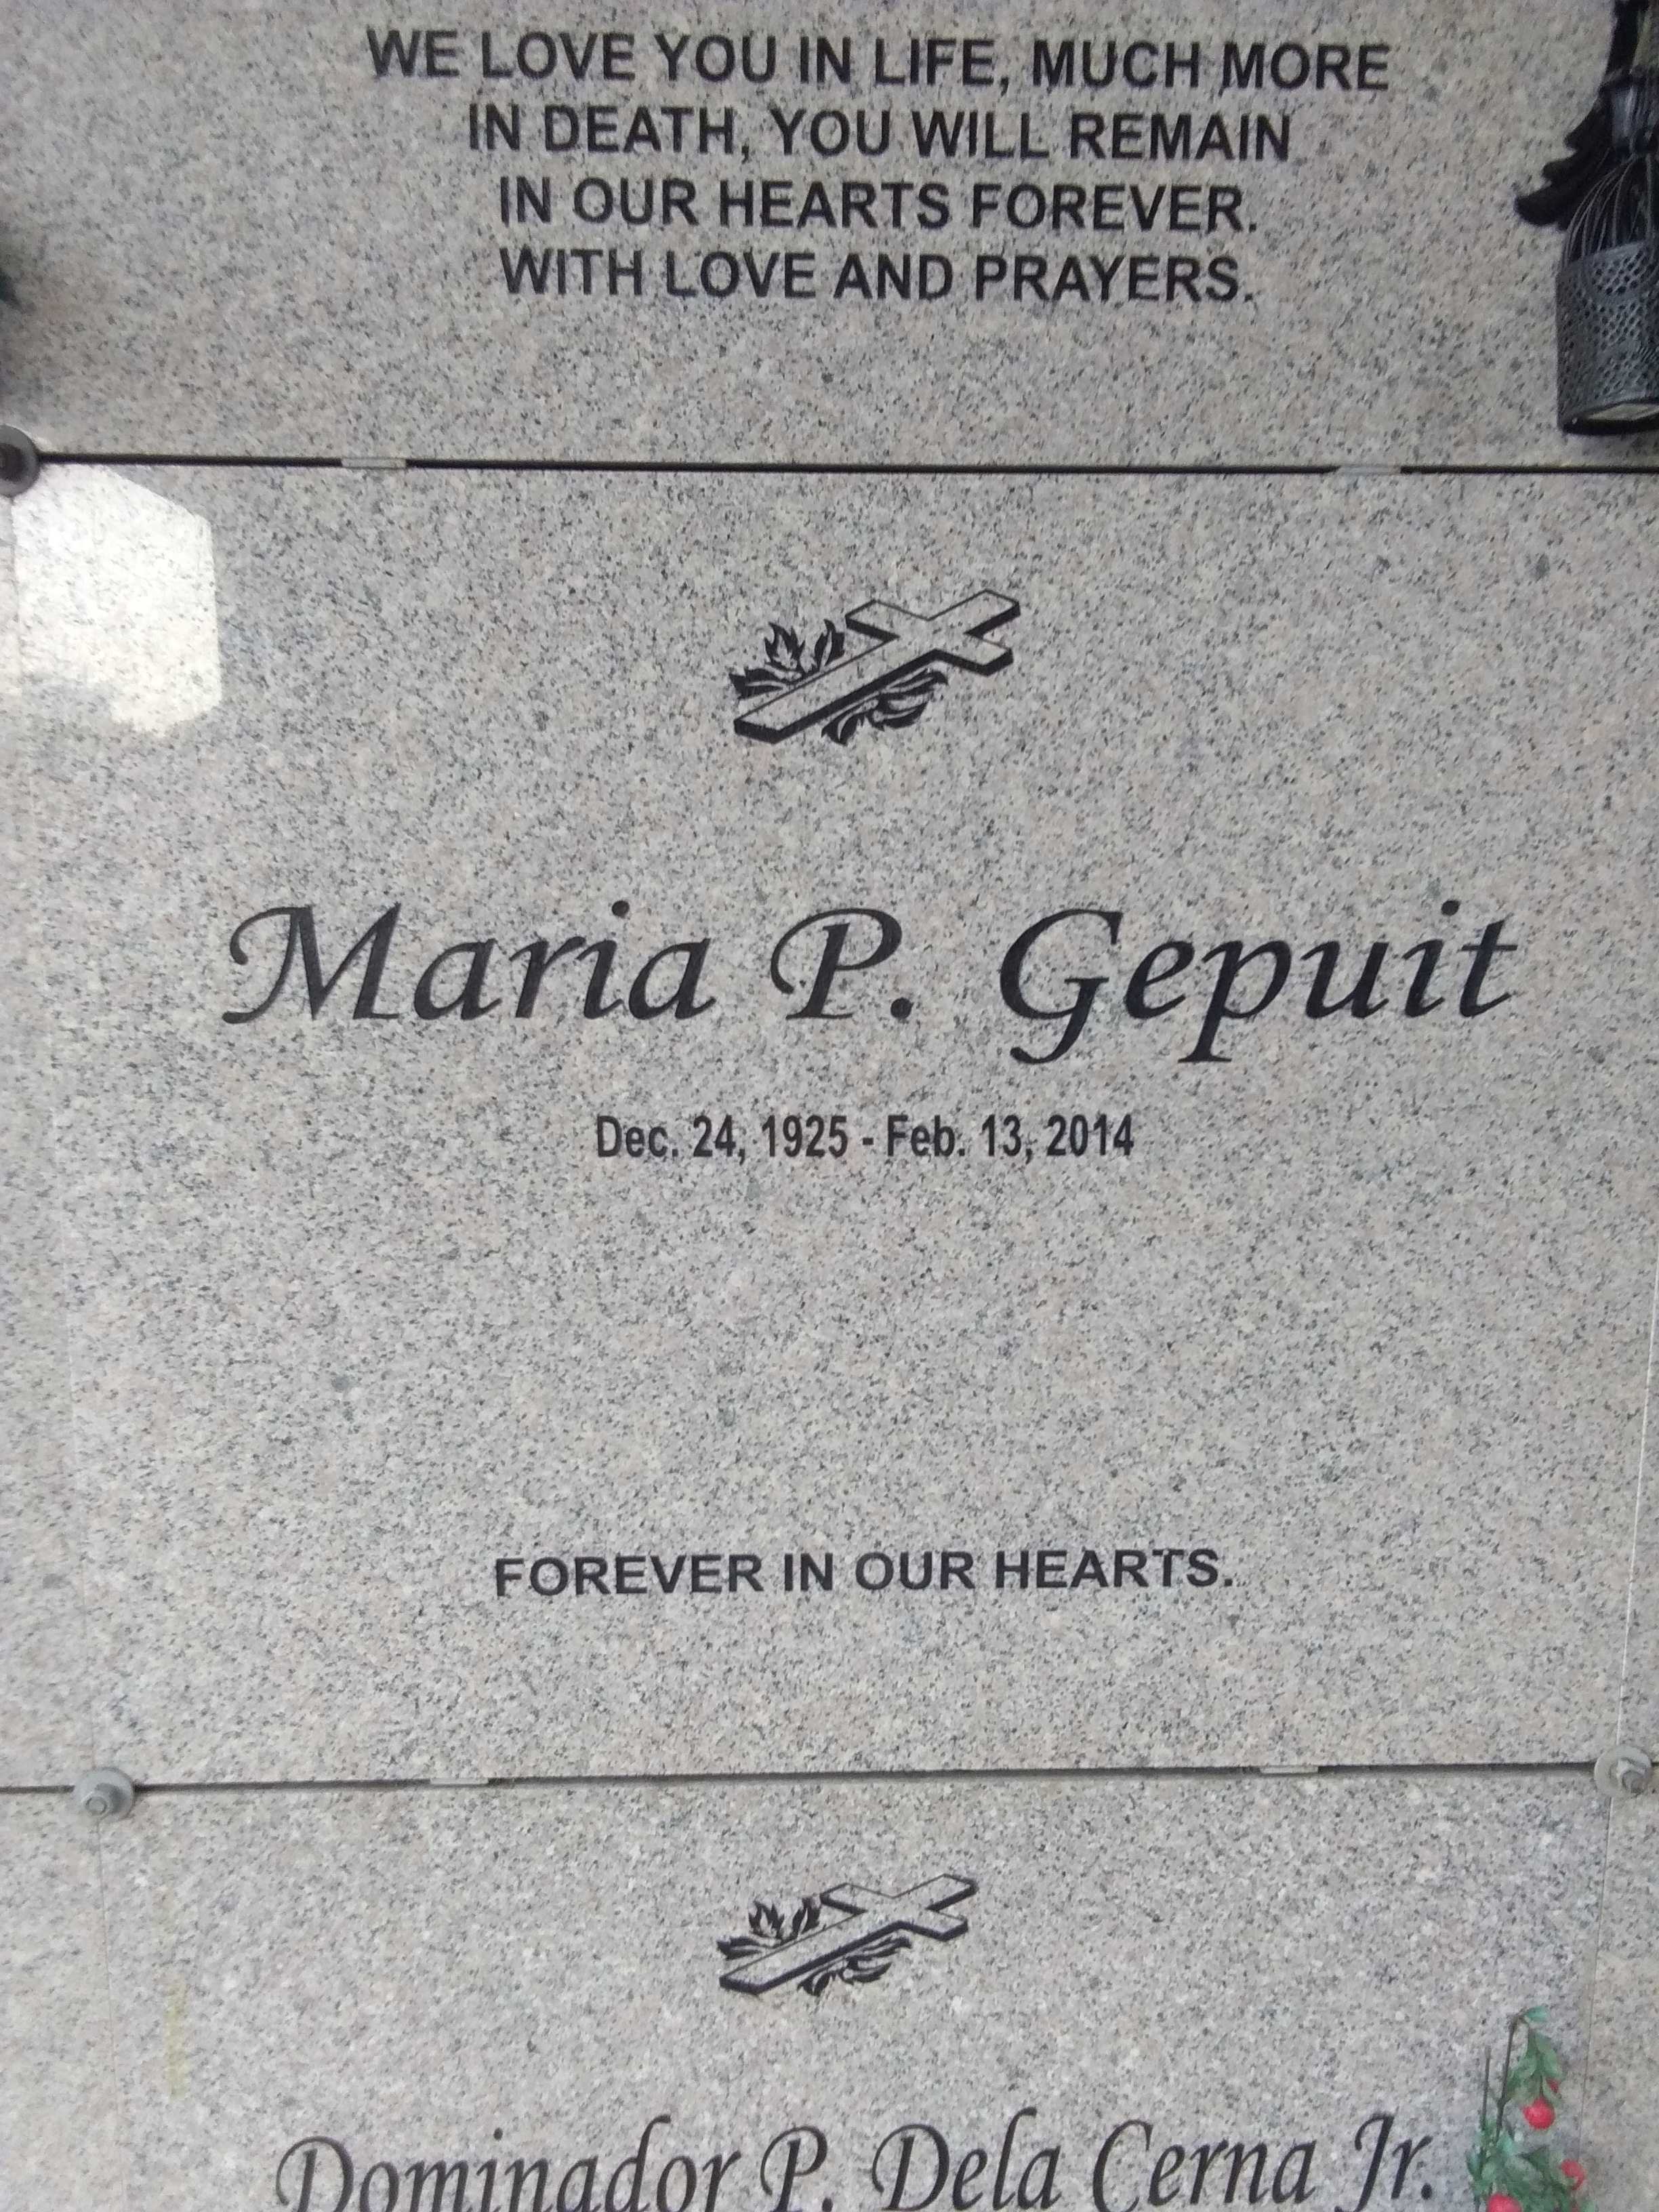 WE LOVE YOU IN LIFE, MUCH MORE
IN DEATH, YOU WILL REMAIN
IN OUR HEARTS FOREVER.
WITH LOVE AND PRAYERS.
Maria P. Gepuit
Dec. 24, 1925 - Feb. 13, 2014
FOREVER IN OUR HEARTS.
Dominador P. Dela Cerna Jr.